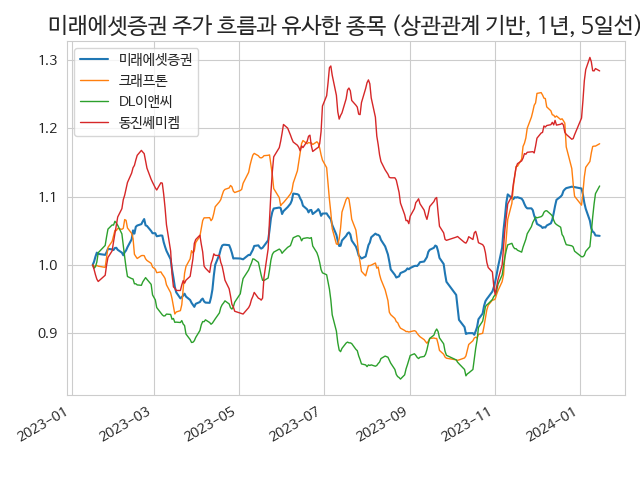 미래에셋증권 주가 흐름과 유사한 종목 (상관관계 기반, 1년, 5일선)
미래에셋증권
크래프톤
DL이앤씨
동진쎄미켐
1.3
1.2
1.1
1.0
0.9
2023-01
2023-03
2023-05
2023-07
2023-09
2023-11
2024-01